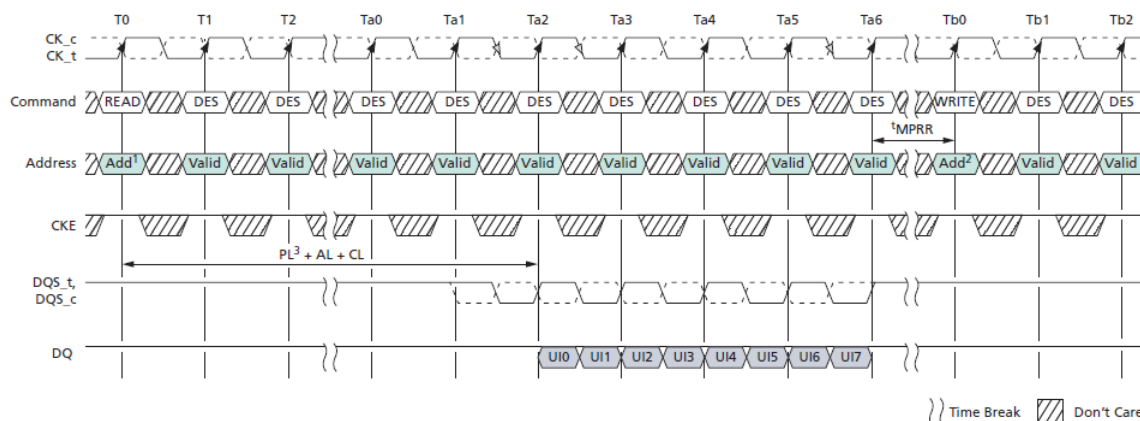 T0 T1 T2 Ta0 Ta1 Ta2 Ta3 Ta4 Ta5 Ta6 Tb0 Tb1 Tb2
CK_c
CK_t
Command READ DES DES DES DES DES DES DES DES DES WRITE DES DES
tMPRR
Address Add1 Valid Valid Valid Valid Valid Valid Valid Valid Valid Add2 Valid Valid
CKE
PL3 + AL + CL
DQS_t,
DQS_c
DQ UI0 UI1 UI2 UI3 UI4 UI5 UI6 UI7
Time Break Don't Care